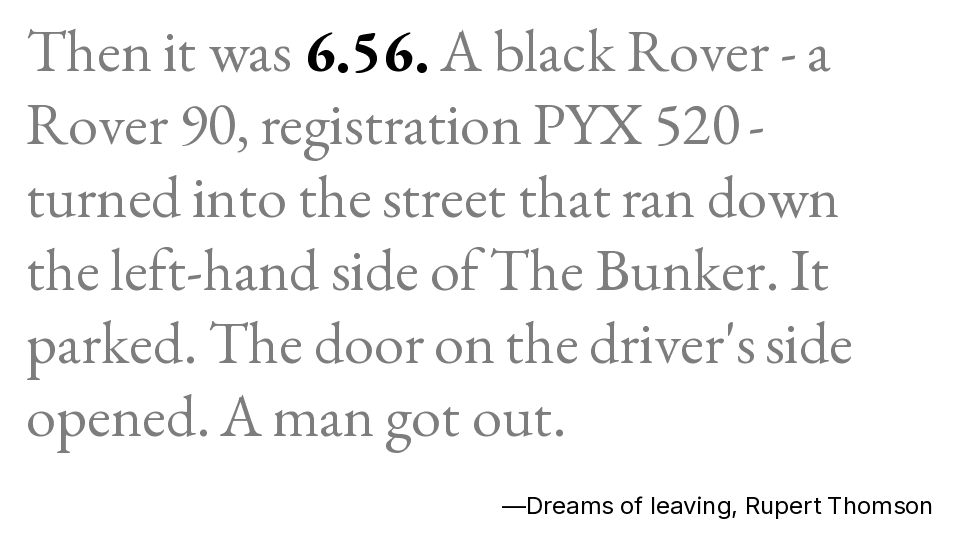 Then it was 6.56. A black Rover - a
Rover 90, registration PYX 520 -
turned into the street that ran down
the left-hand side of The Bunker. It
parked. The door on the driver's side
opened. A man got out.
—Dreams of leaving, Rupert Thomson